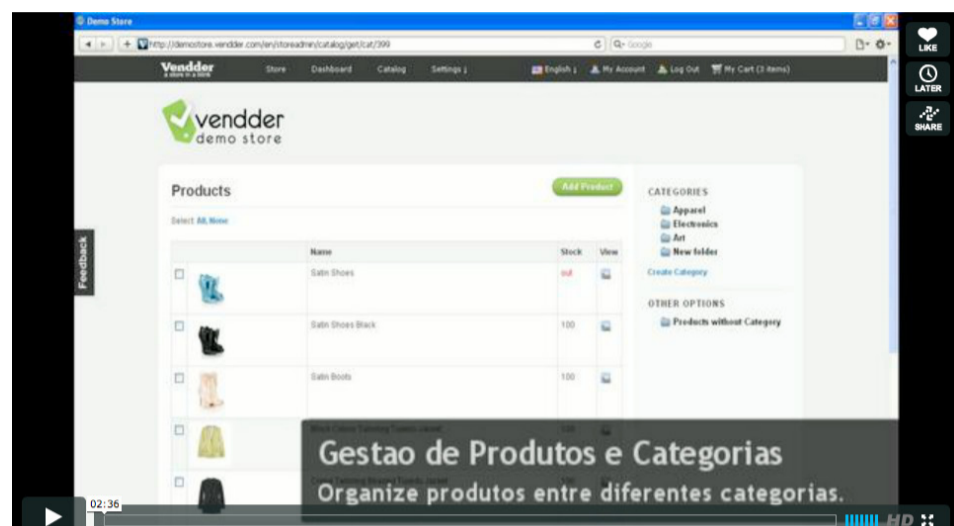 Demo Store
http://demostore.vendder.com/en/storeadmin/catalog/get/cat/399
Google
LIKE
LATER
SHARE
Vendder
a store in a store
Store Dashboard Catalog Settings
English My Account Log Out My Cart (3 items)
vendder
demo store
Products
Add Product
Select: All, None
Name Stock View
Satin Shoes out
Satin Shoes Black 100
Satin Boots 100
CATEGORIES
Apparel
Electronics
Art
New folder
Create Category
OTHER OPTIONS
Products without Category
Feedback
Gestao de Produtos e Categorias
Organize produtos entre diferentes categorias.
02:36
HD